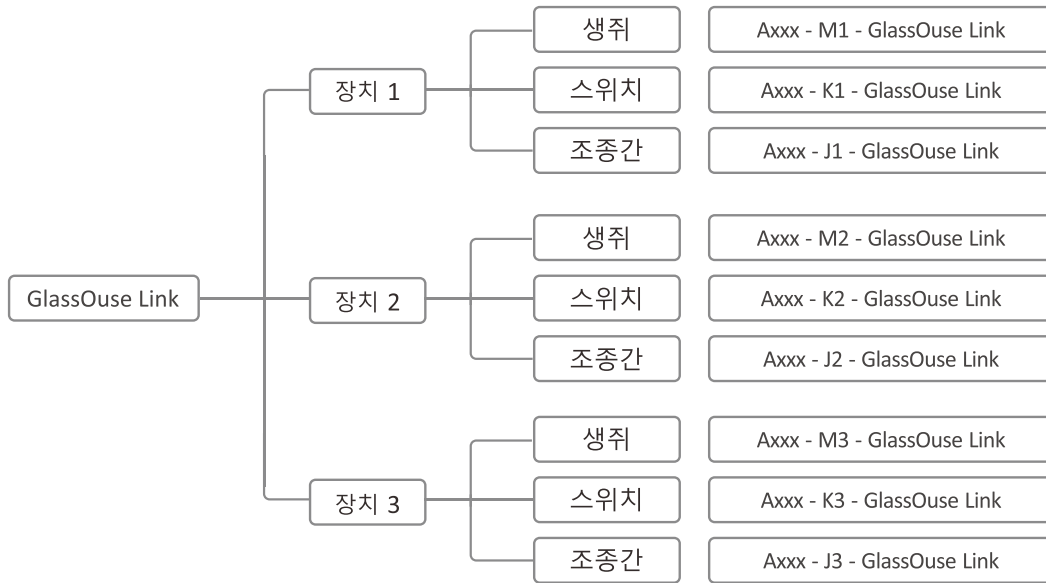 생쥐 Axxx - M1 - GlassOuse Link
장치 1 스위치 Axxx - K1 - GlassOuse Link
조종간 Axxx - J1 - GlassOuse Link
생쥐 Axxx - M2 - GlassOuse Link
GlassOuse Link 장치 2 스위치 Axxx - K2 - GlassOuse Link
조종간 Axxx - J2 - GlassOuse Link
생쥐 Axxx - M3 - GlassOuse Link
장치 3 스위치 Axxx - K3 - GlassOuse Link
조종간 Axxx - J3 - GlassOuse Link